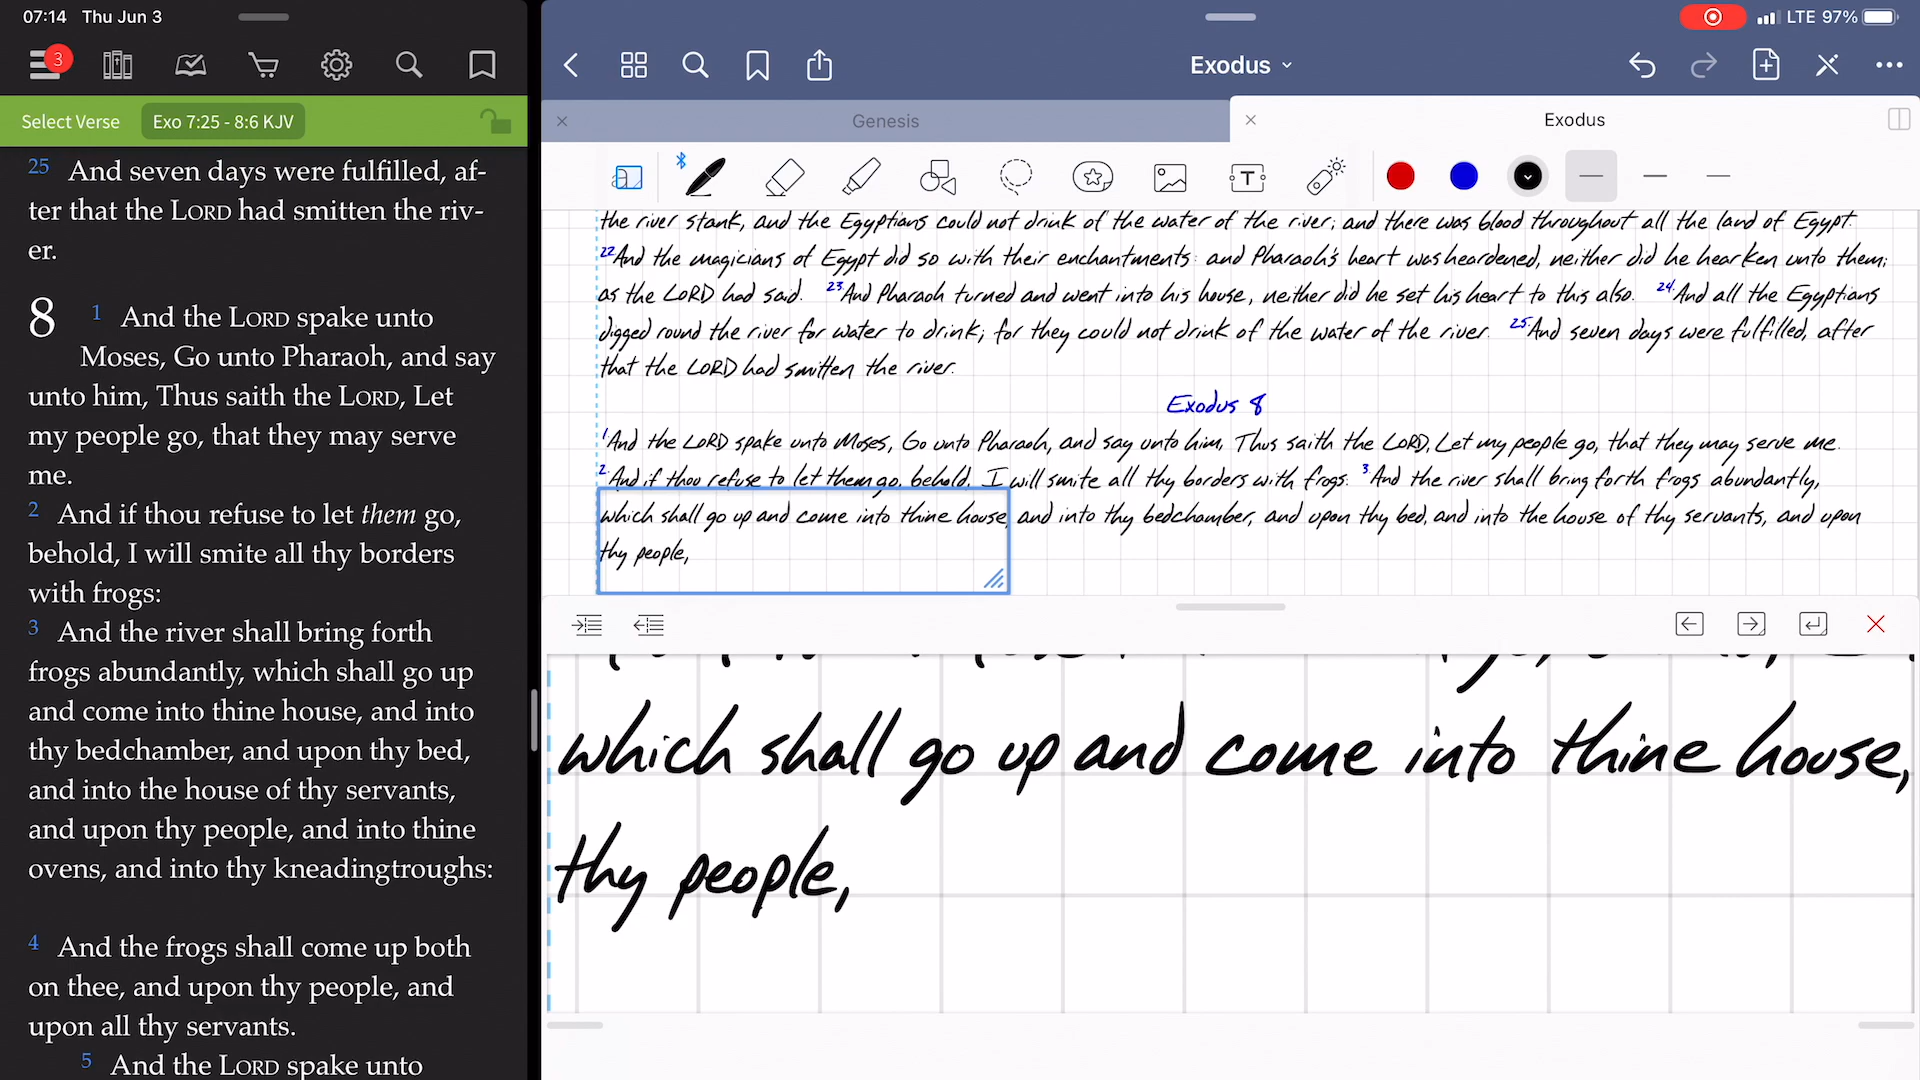 07:14 Thu Jun 3
LTE 97%
3
Select Verse Exo 7:25 - 8:6 KJV
25 And seven days were fulfilled, af-
ter that the LORD had smitten the riv-
er.
8 1 And the LORD spake unto
Moses, Go unto Pharaoh, and say
unto him, Thus saith the LORD, Let
my people go, that they may serve
me.
2 And if thou refuse to let them go,
behold, I will smite all thy borders
with frogs:
3 And the river shall bring forth
frogs abundantly, which shall go up
and come into thine house, and into
thy bedchamber, and upon thy bed,
and into the house of thy servants,
and upon thy people, and into thine
ovens, and into thy kneadingtroughs:
4 And the frogs shall come up both
on thee, and upon thy people, and
upon all thy servants.
5 And the LORD spake unto
Exodus
Genesis
Exodus
the river stank, and the Egyptians could not drink of the water of the river; and there was blood throughout all the land of Egypt.
22 And the magicians of Egypt did so with their enchantments: and Pharaoh's heart was heardened, neither did he hearken unto them;
as the LORD had said. 23 And Pharaoh turned and went into his house, neither did he set his heart to this also. 24 And all the Egyptians
digged round the river for water to drink; for they could not drink of the water of the river. 25 And seven days were fulfilled, after
that the LORD had smitten the river.
Exodus 8
1 And the LORD spake unto Moses, Go unto Pharaoh, and say unto him, Thus saith the LORD, Let my people go, that they may serve me.
2 And if thou refuse to let them go, behold, I will smite all thy borders with frogs: 3 And the river shall bring forth frogs abundantly,
which shall go up and come into thine house, and into thy bedchamber, and upon thy bed, and into the house of thy servants, and upon
thy people,
which shall go up and come into thine house,
thy people,